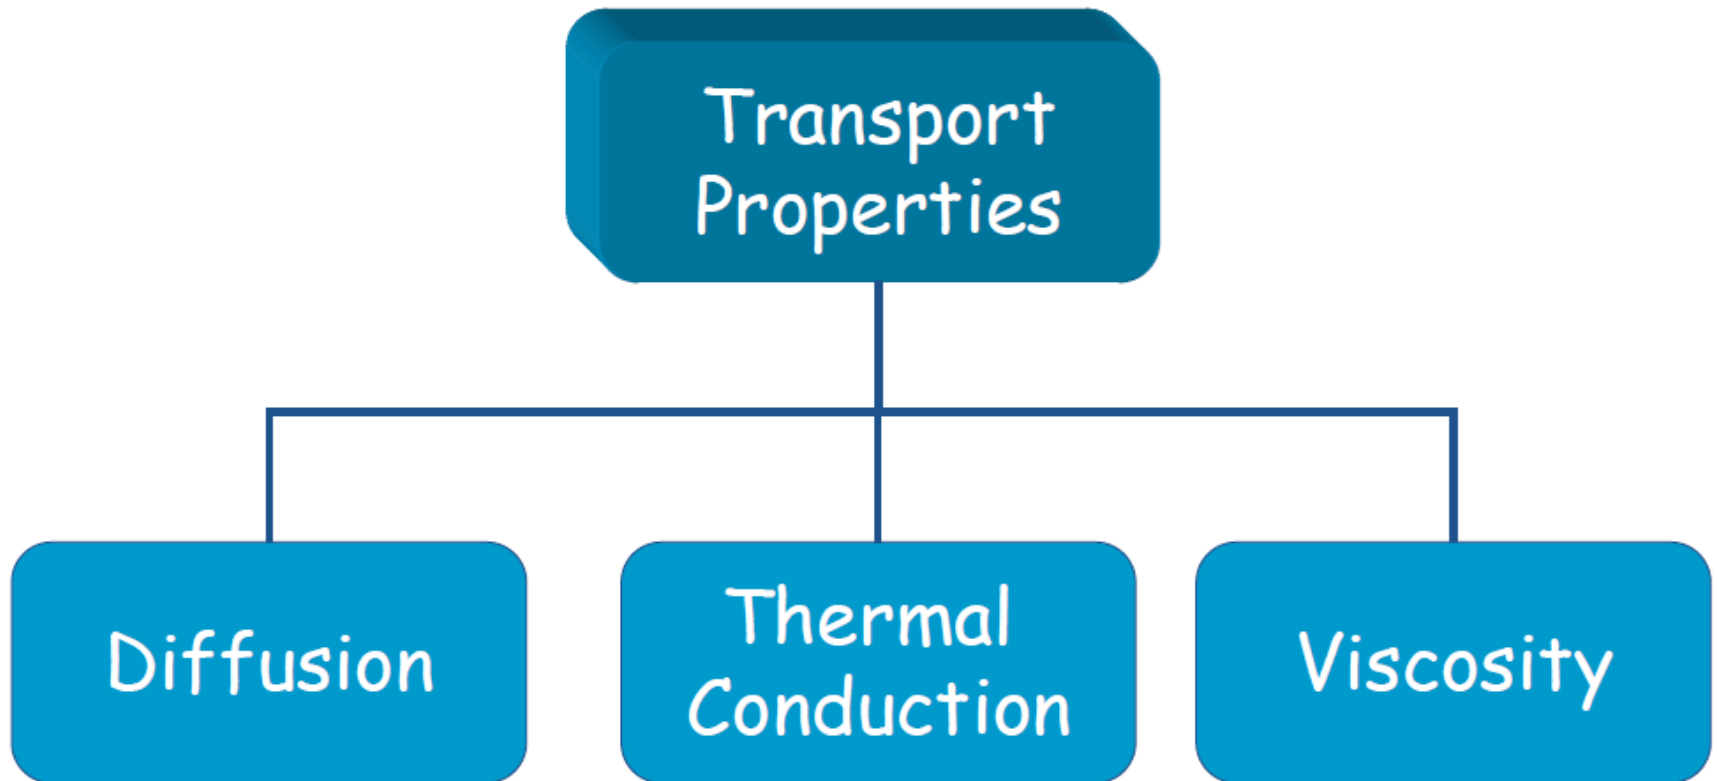 Transport
Properties
Diffusion
Thermal
Conduction
Viscosity